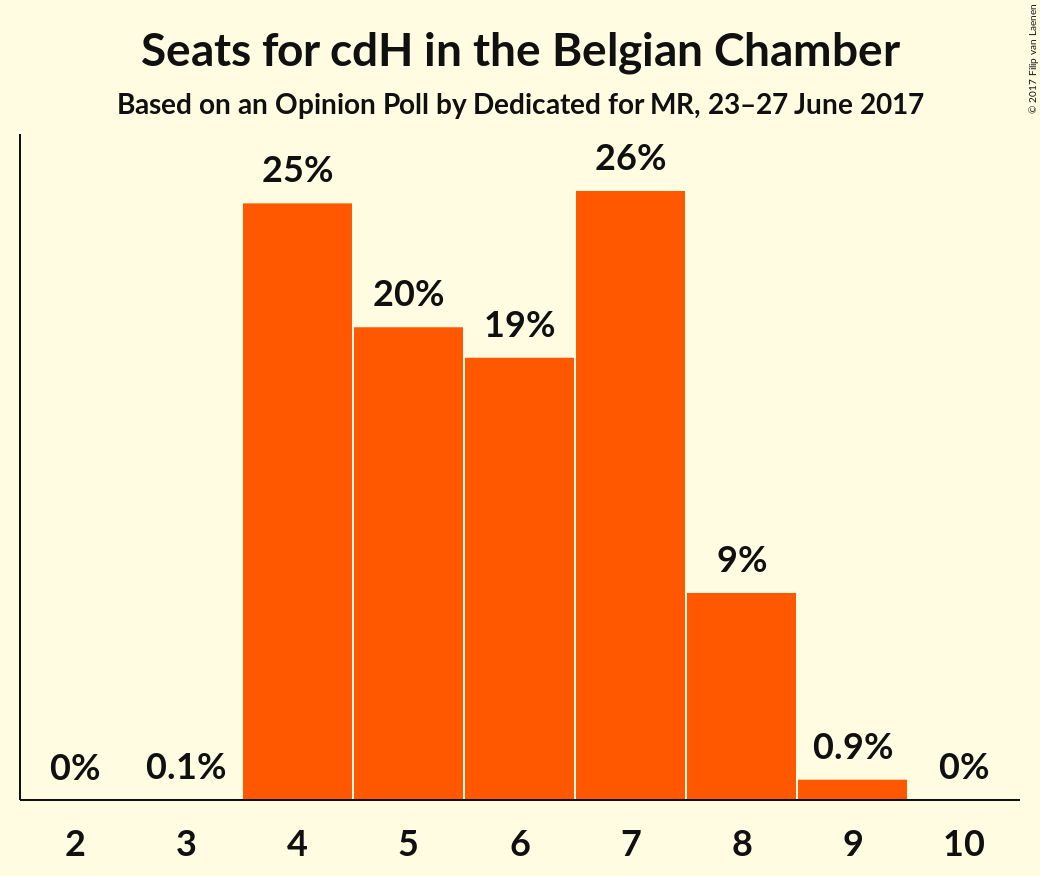 Seats for cdH in the Belgian Chamber
Based on an Opinion Poll by Dedicated for MR, 23–27 June 2017
© 2017 Filip van Laenen
0% 0.1% 25% 20% 19% 26% 9% 0.9% 0%
2 3 4 5 6 7 8 9 10